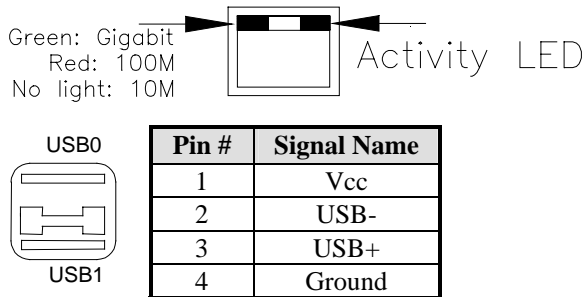 Green: Gigabit
Red: 100M
No light: 10M
Activity LED
USB0
USB1
Pin # Signal Name
1 Vcc
2 USB-
3 USB+
4 Ground